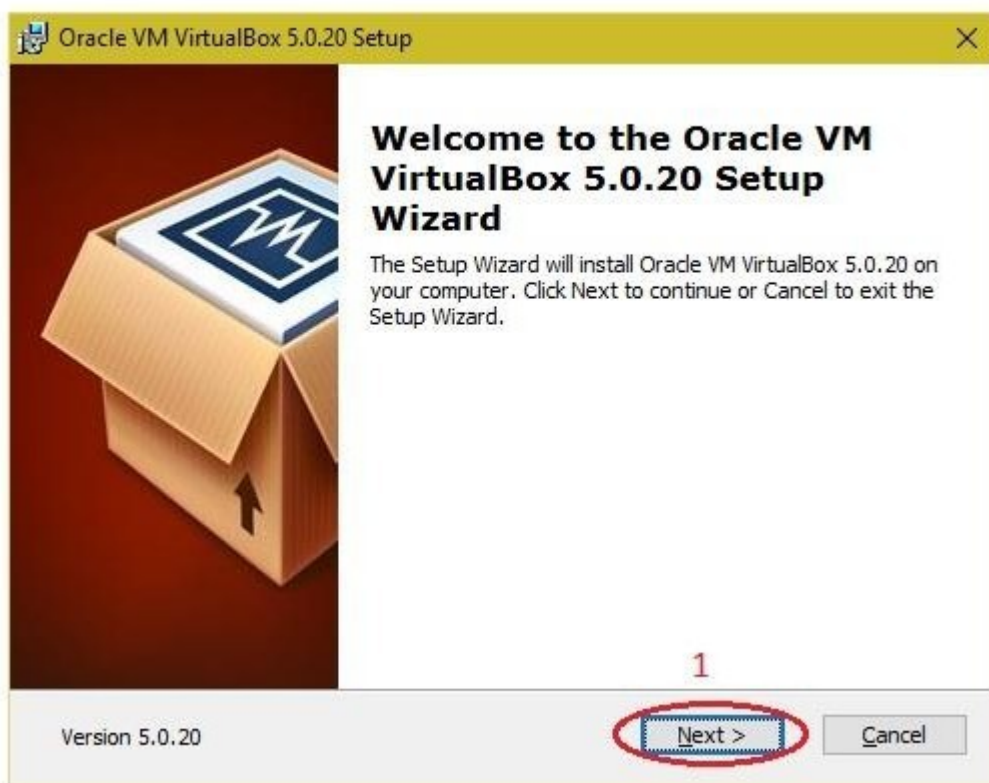 Oracle VM VirtualBox 5.0.20 Setup
Welcome to the Oracle VM
VirtualBox 5.0.20 Setup
Wizard
The Setup Wizard will install Oracle VM VirtualBox 5.0.20 on
your computer. Click Next to continue or Cancel to exit the
Setup Wizard.
1
Version 5.0.20
Next >
Cancel